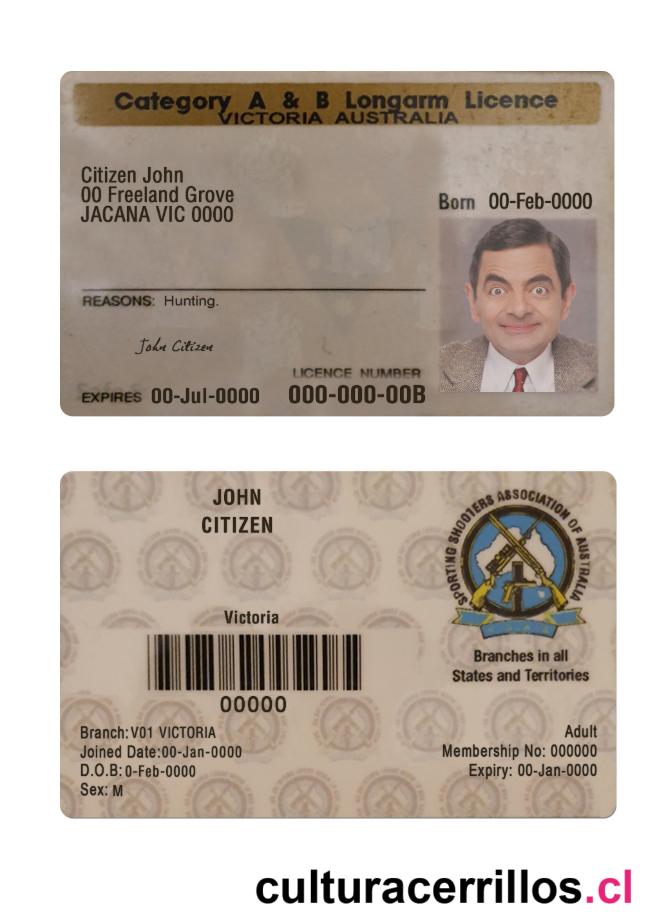 Category A & B Longarm Licence
VICTORIA AUSTRALIA
Citizen John
00 Freeland Grove
JACANA VIC 0000
Born 00-Feb-0000
REASONS: Hunting.
John Citizen
LICENCE NUMBER
EXPIRES 00-Jul-0000 000-000-00B
JOHN
CITIZEN
SPORTING SHOOTERS ASSOCIATION OF AUSTRALIA
Victoria
00000
Branches in all
States and Territories
Branch:V01 VICTORIA
Joined Date:00-Jan-0000
D.O.B:0-Feb-0000
Sex: M
Adult
Membership No: 000000
Expiry: 00-Jan-0000
culturacerrillos.cl